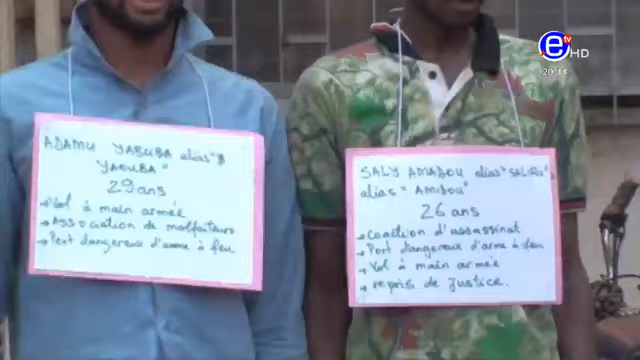 ADAMU YAOUBA alias "B
YAOUBA"
29 ans
→ Vol à main armée
→ Association de malfaiteurs
→ Port dangereux d'arme à feu
SALY AMADOU alias "SALIFOU"
alias "AMIDOU"
26 ans
→ Coaction d'assassinat
→ Port dangereux d'arme à feu
→ Vol à main armée
→ repris de justice.
e tv HD
20:11